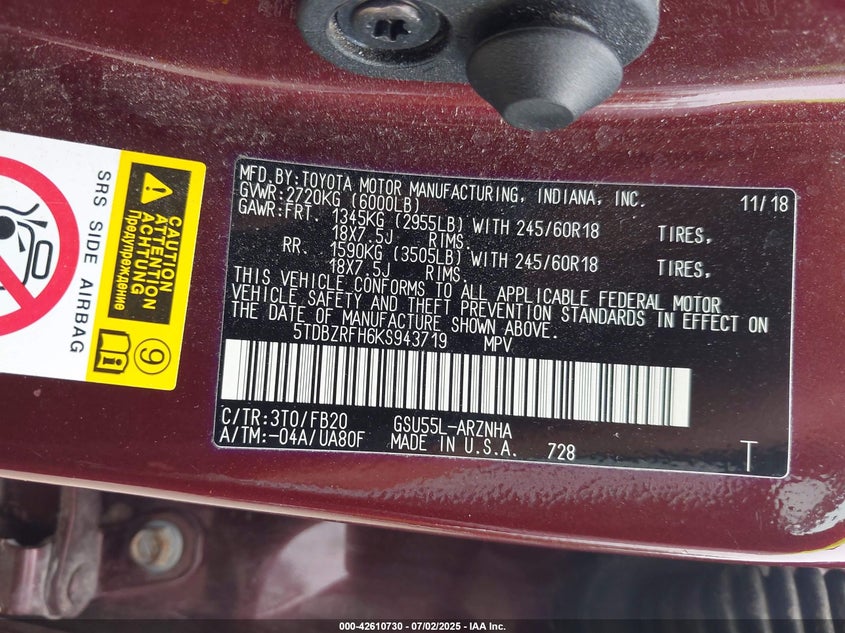 SRS SIDE AIRBAG
CAUTION
ATTENTION
ACHTUNG
Предупреждение
9
MFD.BY:TOYOTA MOTOR MANUFACTURING, INDIANA, INC. 11/18
GVWR:2720KG (6000LB)
GAWR:FRT. 1345KG (2955LB) WITH 245/60R18 TIRES,
18X7.5J RIMS.
RR. 1590KG (3505LB) WITH 245/60R18 TIRES,
18X7.5J RIMS.
THIS VEHICLE CONFORMS TO ALL APPLICABLE FEDERAL MOTOR
VEHICLE SAFETY AND THEFT PREVENTION STANDARDS IN EFFECT ON
THE DATE OF MANUFACTURE SHOWN ABOVE.
5TDBZRFH6KS943719 MPV
C/TR:3T0/FB20 GSU55L-ARZNHA
A/TM:-04A/UA80F MADE IN U.S.A. 728
T
000-42610730 - 07/02/2025 - IAA Inc.